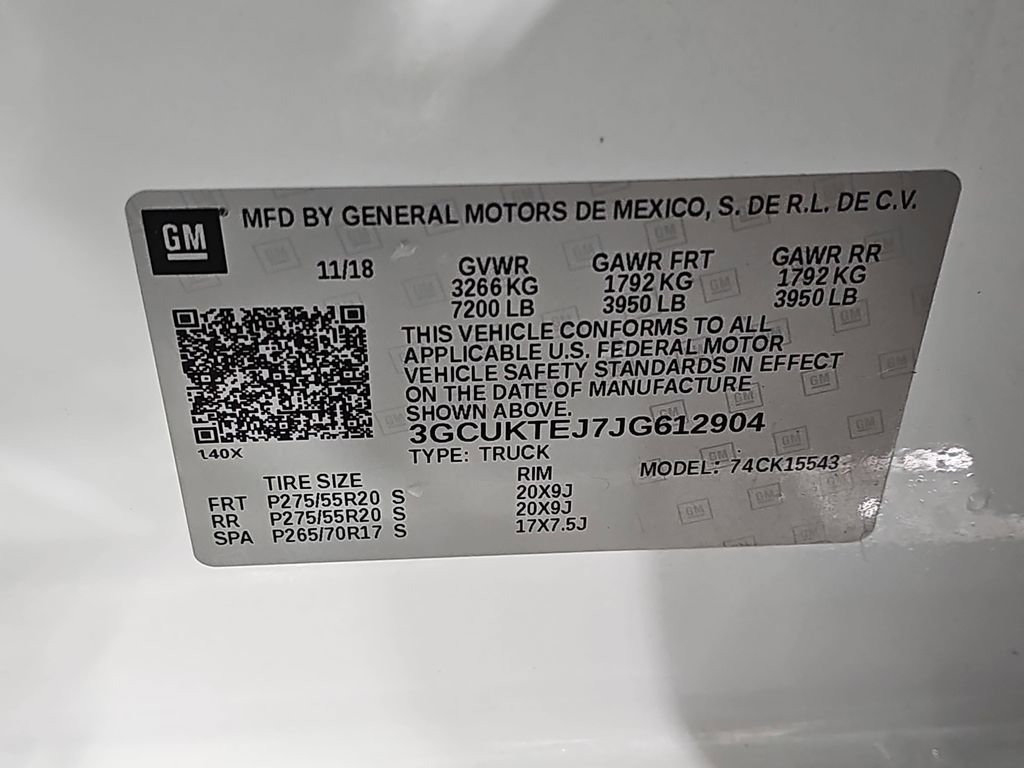 GM® MFD BY GENERAL MOTORS DE MEXICO, S. DE R.L. DE C.V.
11/18 GVWR GAWR FRT GAWR RR
3266 KG 1792 KG 1792 KG
7200 LB 3950 LB 3950 LB
THIS VEHICLE CONFORMS TO ALL
APPLICABLE U.S. FEDERAL MOTOR
VEHICLE SAFETY STANDARDS IN EFFECT
ON THE DATE OF MANUFACTURE
SHOWN ABOVE.
3GCUKTEJ7JG612904
1.40X
TYPE: TRUCK MODEL: 74CK15543
TIRE SIZE RIM
FRT P275/55R20 S 20X9J
RR P275/55R20 S 20X9J
SPA P265/70R17 S 17X7.5J